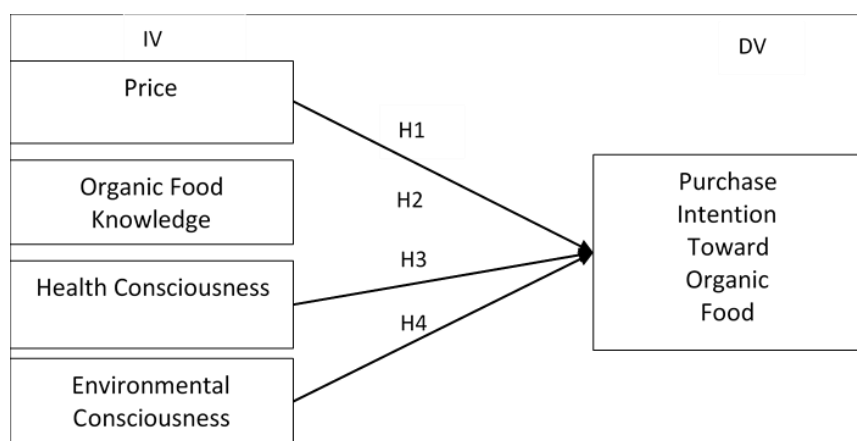 IV
DV
Price
H1
Organic Food
Knowledge
H2
Health Consciousness
H3
H4
Environmental
Consciousness
Purchase
Intention
Toward
Organic
Food